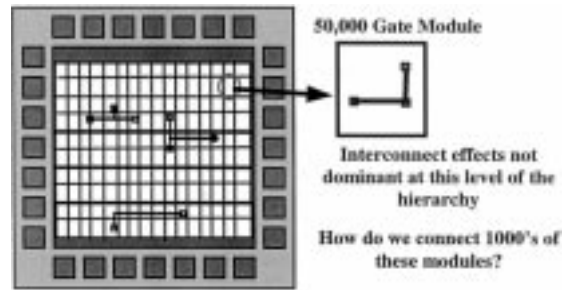 50,000 Gate Module
Interconnect effects not
dominant at this level of the
hierarchy
How do we connect 1000's of
these modules?